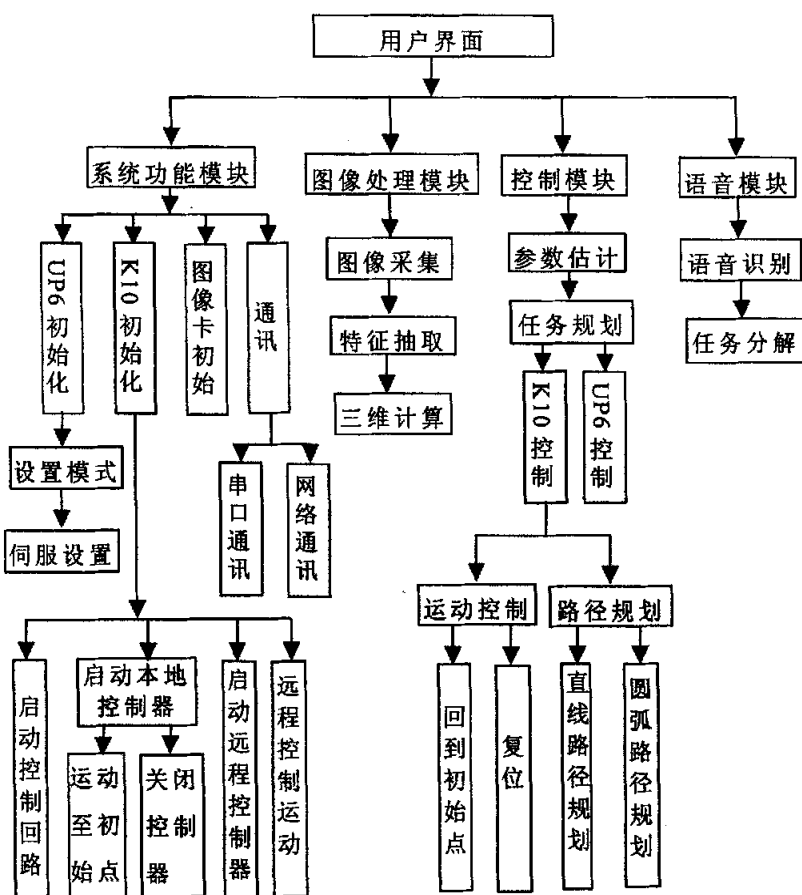 用户界面
系统功能模块
图像处理模块
控制模块
语音模块
UP6初始化
K10初始化
图像卡初始
通讯
图像采集
特征抽取
三维计算
参数估计
任务规划
语音识别
任务分解
K10控制
UP6控制
设置模式
伺服设置
串口通讯
网络通讯
运动控制
路径规划
启动控制回路
启动本地
控制器
运动
至初
始点
关闭
控制
器
启动远程控制器
远程控制运动
回到初始点
复位
直线路径规划
圆弧路径规划